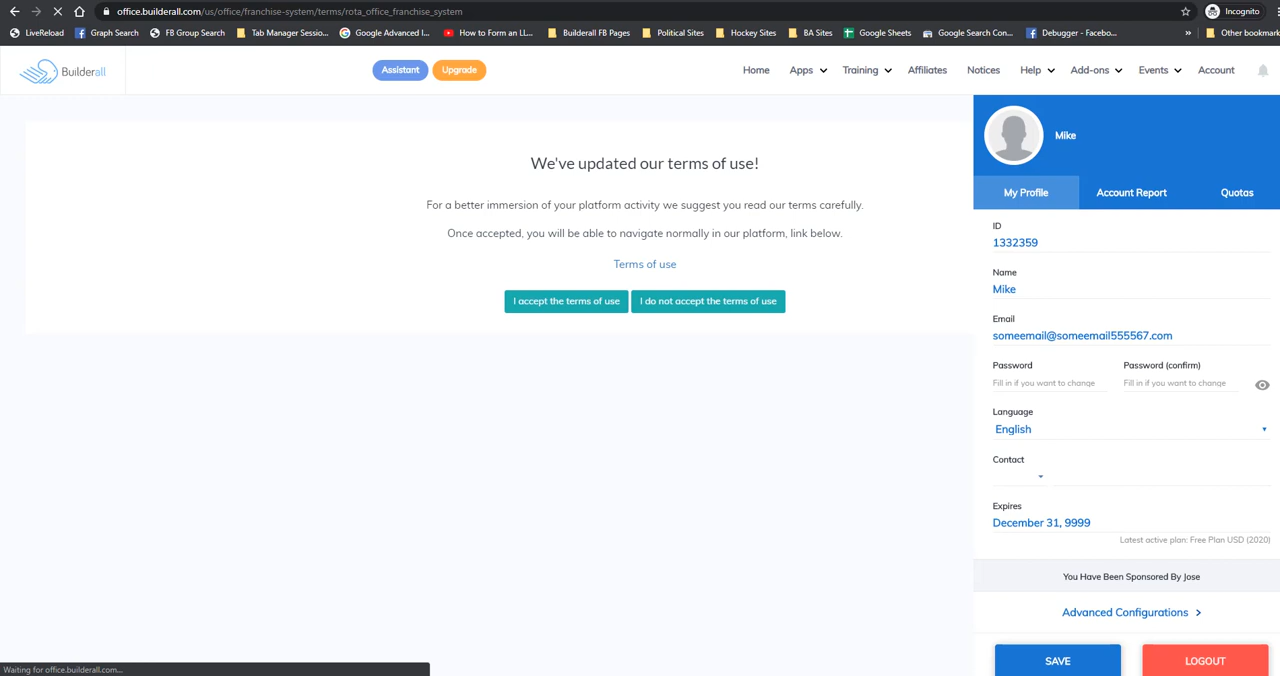 office.builderall.com/us/office/franchise-system/terms/rota_office_franchise_system
Incognito
LiveReload
Graph Search
FB Group Search
Tab Manager Sessio...
Google Advanced I...
How to Form an LL...
Builderall FB Pages
Political Sites
Hockey Sites
BA Sites
Google Sheets
Google Search Con...
Debugger - Facebo...
»
Other bookmark
Builderall
Assistant
Upgrade
Home
Apps
Training
Affiliates
Notices
Help
Add-ons
Events
Account
We've updated our terms of use!
For a better immersion of your platform activity we suggest you read our terms carefully.
Once accepted, you will be able to navigate normally in our platform, link below.
Terms of use
I accept the terms of use
I do not accept the terms of use
Mike
My Profile
Account Report
Quotas
ID
1332359
Name
Mike
Email
someemail@someemail555567.com
Password
Password (confirm)
Fill in if you want to change
Fill in if you want to change
Language
English
Contact
Expires
December 31, 9999
Latest active plan: Free Plan USD (2020)
You Have Been Sponsored By Jose
Advanced Configurations >
SAVE
LOGOUT
Waiting for office.builderall.com...